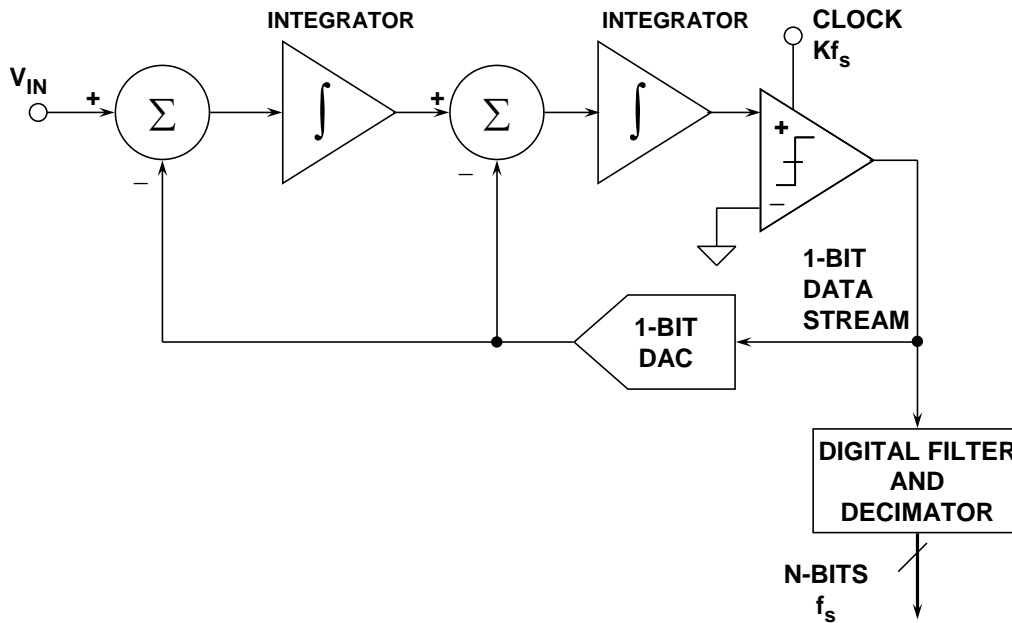 INTEGRATOR
INTEGRATOR
CLOCK
Kfs
VIN
+
Σ
∫
+
Σ
∫
+
_
_
_
1-BIT
DATA
STREAM
1-BIT
DAC
DIGITAL FILTER
AND
DECIMATOR
N-BITS
fs